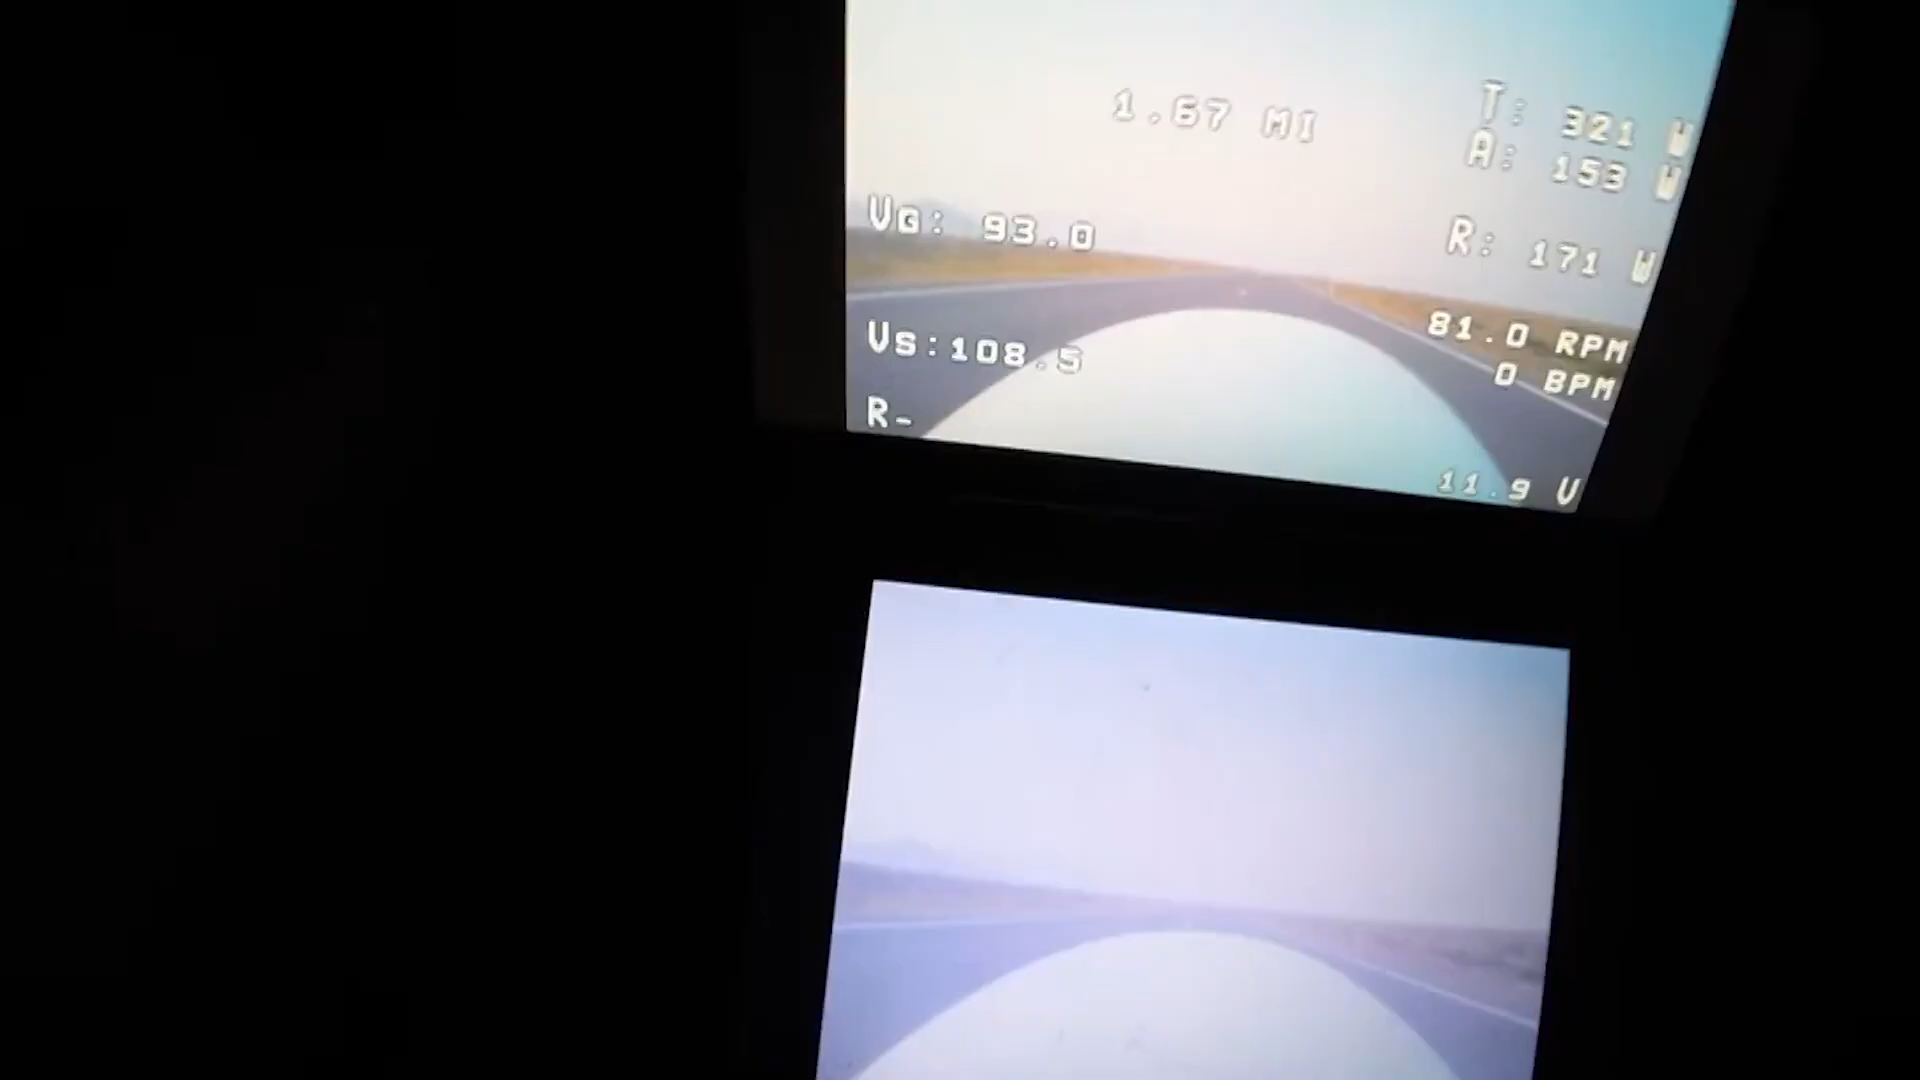 1.67 MI
T: 321 W
A: 153 W
VG: 93.0
R: 171 W
81.0 RPM
Vs:108.5
0 BPM
R-
11.9 V